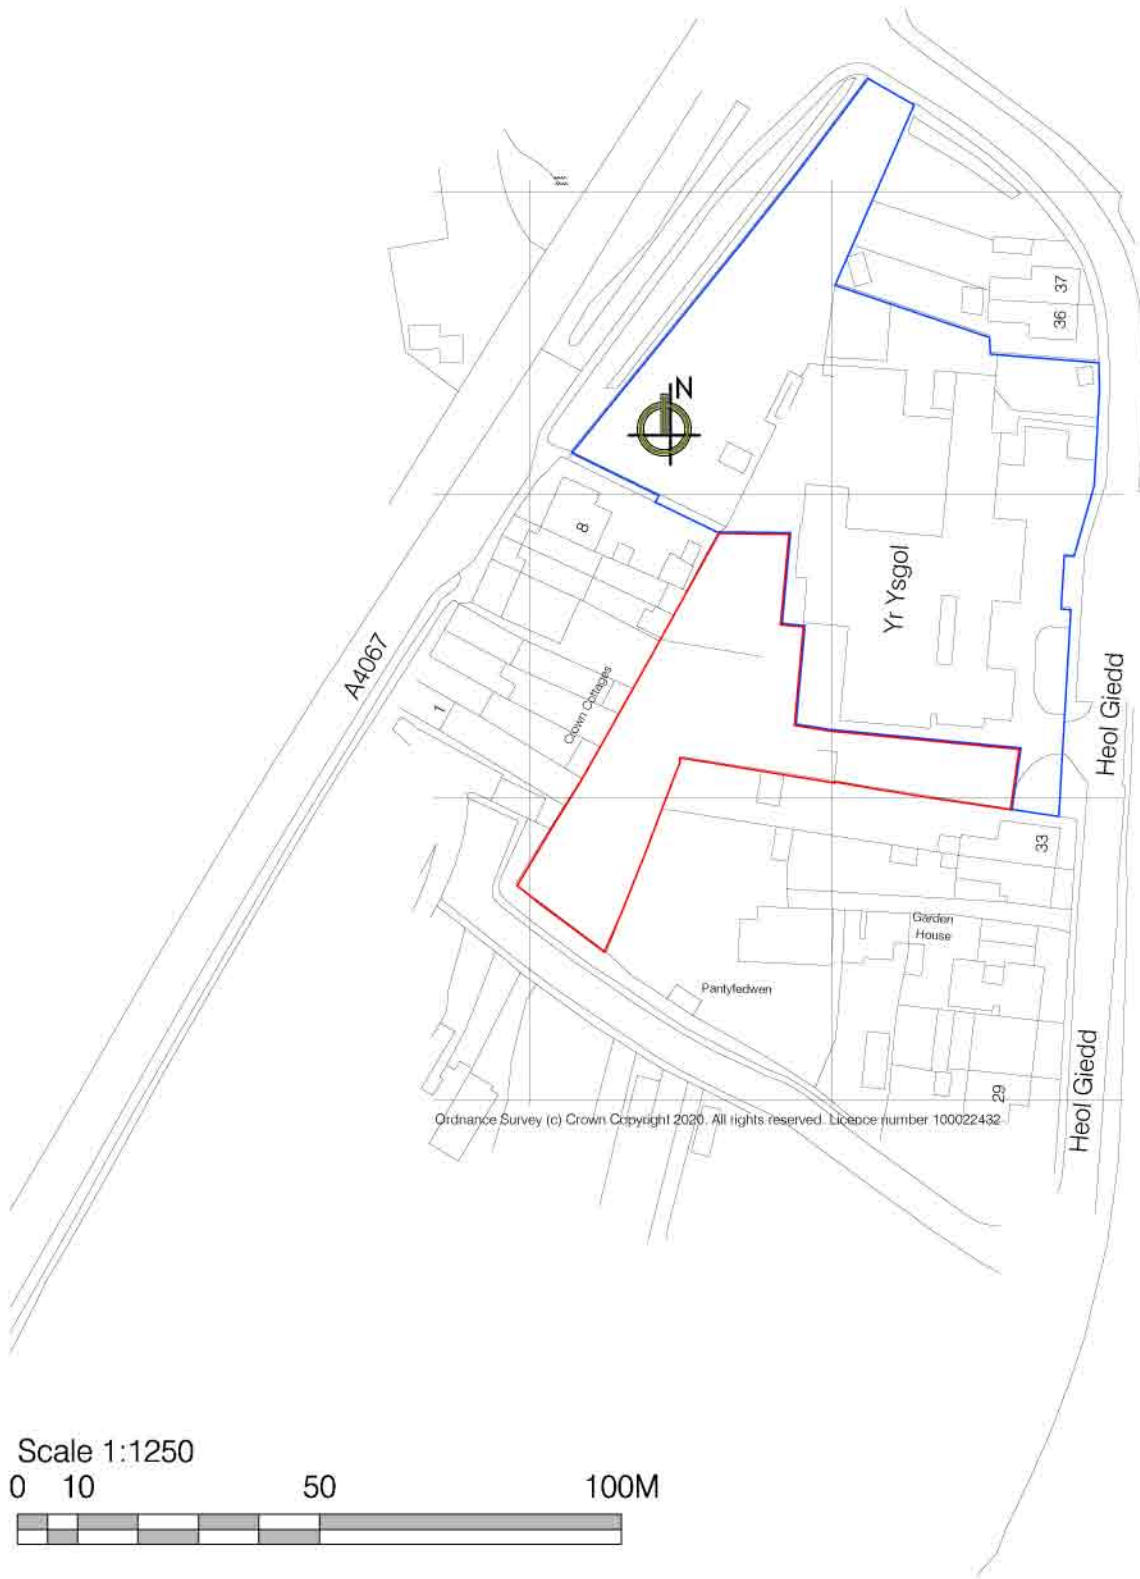 N
37
36
8
Yr Ysgol
A4067
Crown Cottages
1
Heol Giedd
33
Garden
House
Pantyfedwen
29
Heol Giedd
Ordnance Survey (c) Crown Copyright 2020. All rights reserved. Licence number 100022432
Scale 1:1250
0 10 50 100M